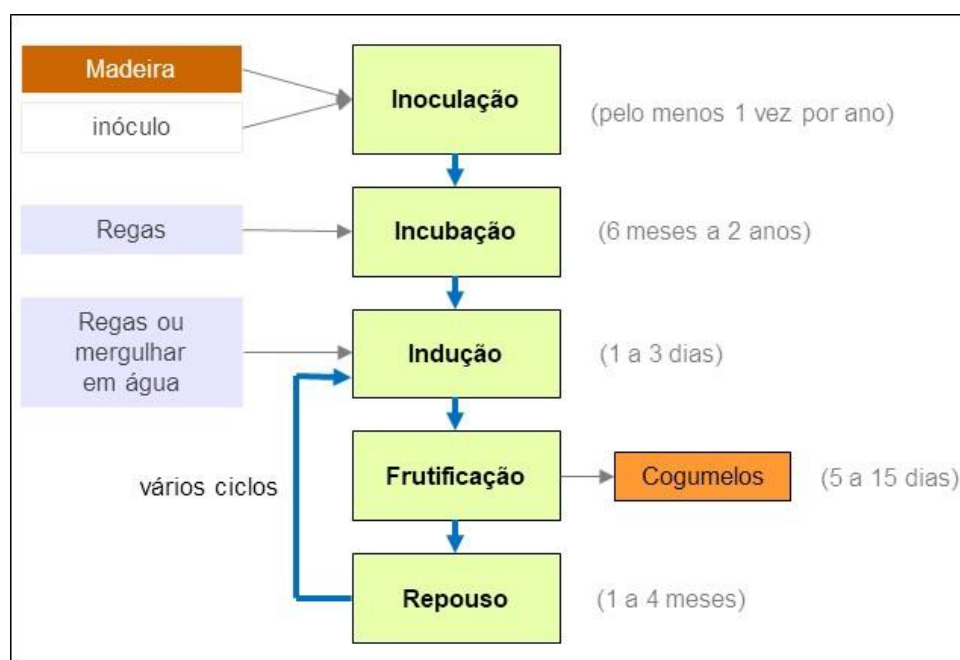 Madeira
inóculo
Inoculação
(pelo menos 1 vez por ano)
Regas
Incubação
(6 meses a 2 anos)
Regas ou
mergulhar
em água
Indução
(1 a 3 dias)
vários ciclos
Frutificação
Cogumelos
(5 a 15 dias)
Repouso
(1 a 4 meses)